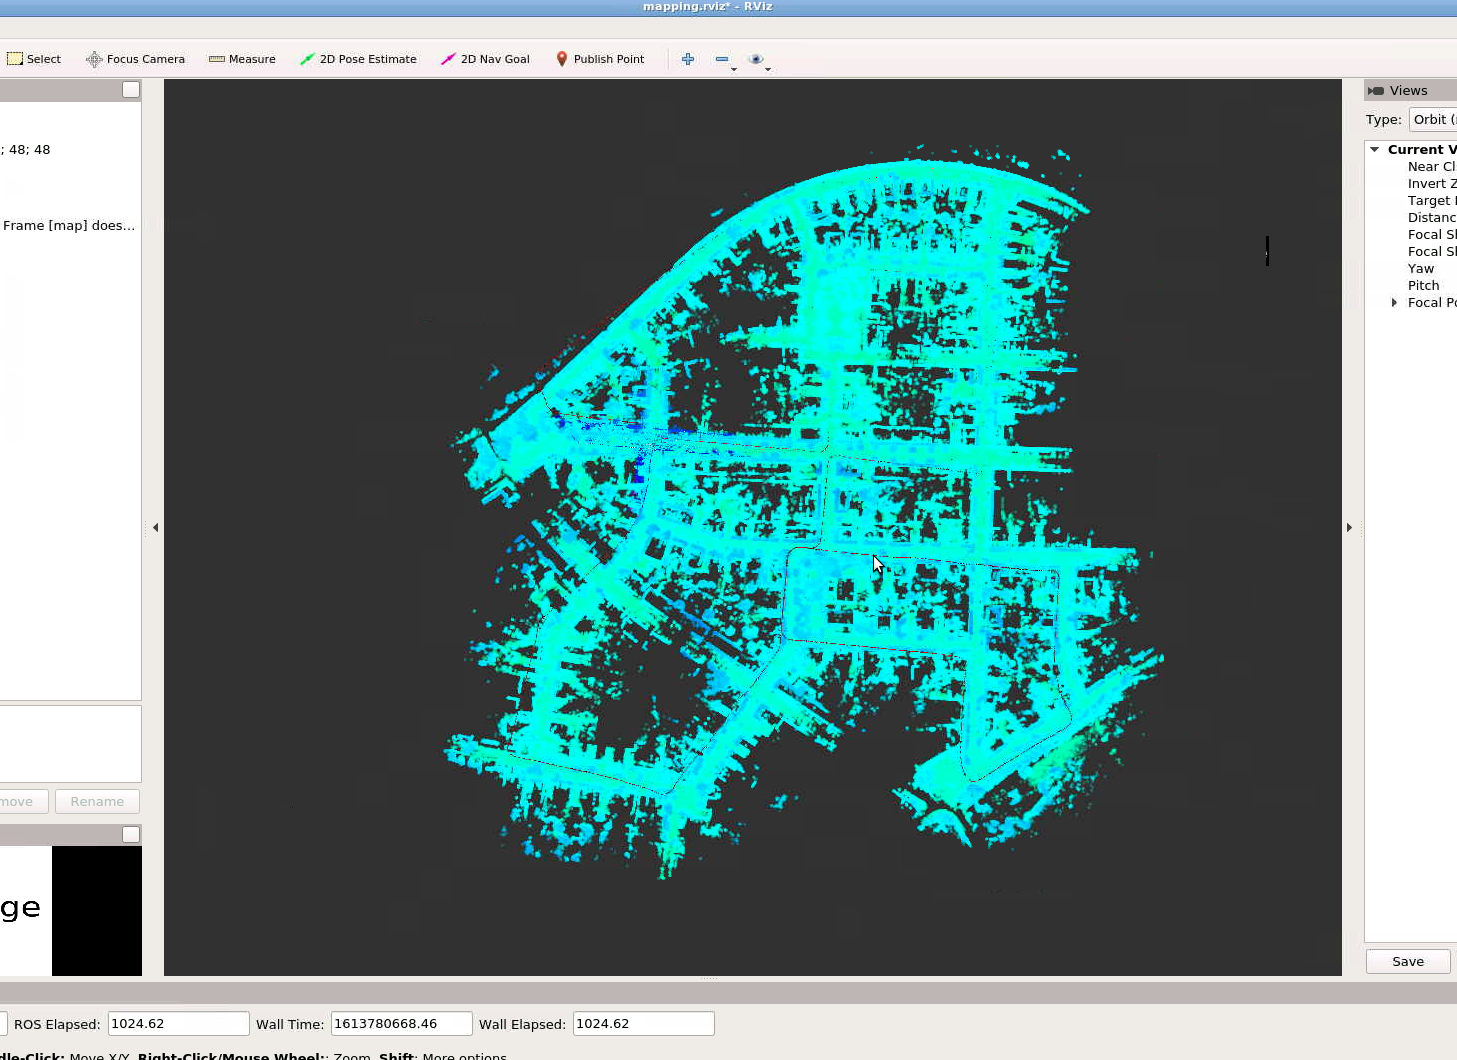 mapping.rviz* - RViz
Select Focus Camera Measure 2D Pose Estimate 2D Nav Goal Publish Point
Views
Type: Orbit (
; 48; 48
Current V
Near Cl
Invert Z
Target
Distanc
Frame [map] does...
Focal Sh
Focal Sh
Yaw
Pitch
Focal Po
move Rename
ge
Save
ROS Elapsed: 1024.62 Wall Time: 1613780668.46 Wall Elapsed: 1024.62
dle-Click: Move X/Y. Right-Click/Mouse Wheel:: Zoom. Shift: More options.